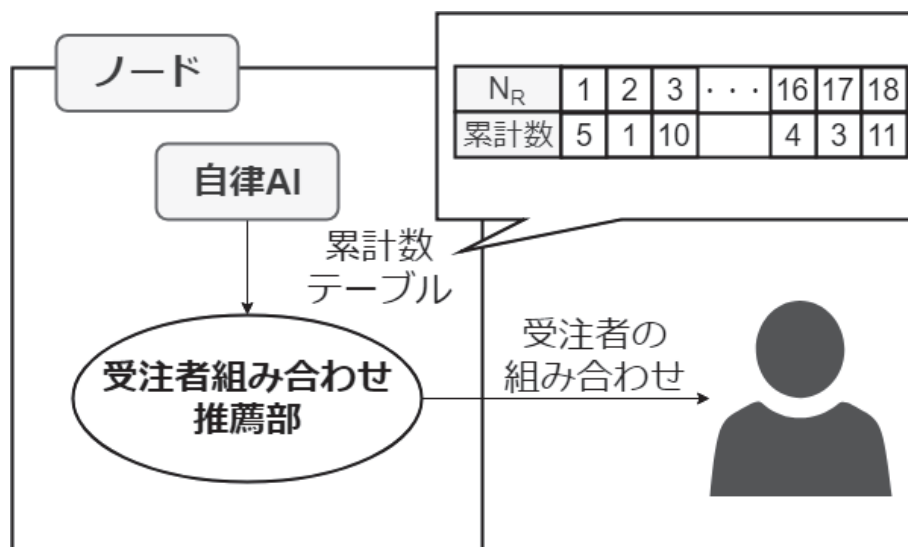 ノード
N_R 1 2 3 ・・・ 16 17 18
累計数 5 1 10 4 3 11
自律AI
累計数
テーブル
受注者組み合わせ
推薦部
受注者の
組み合わせ